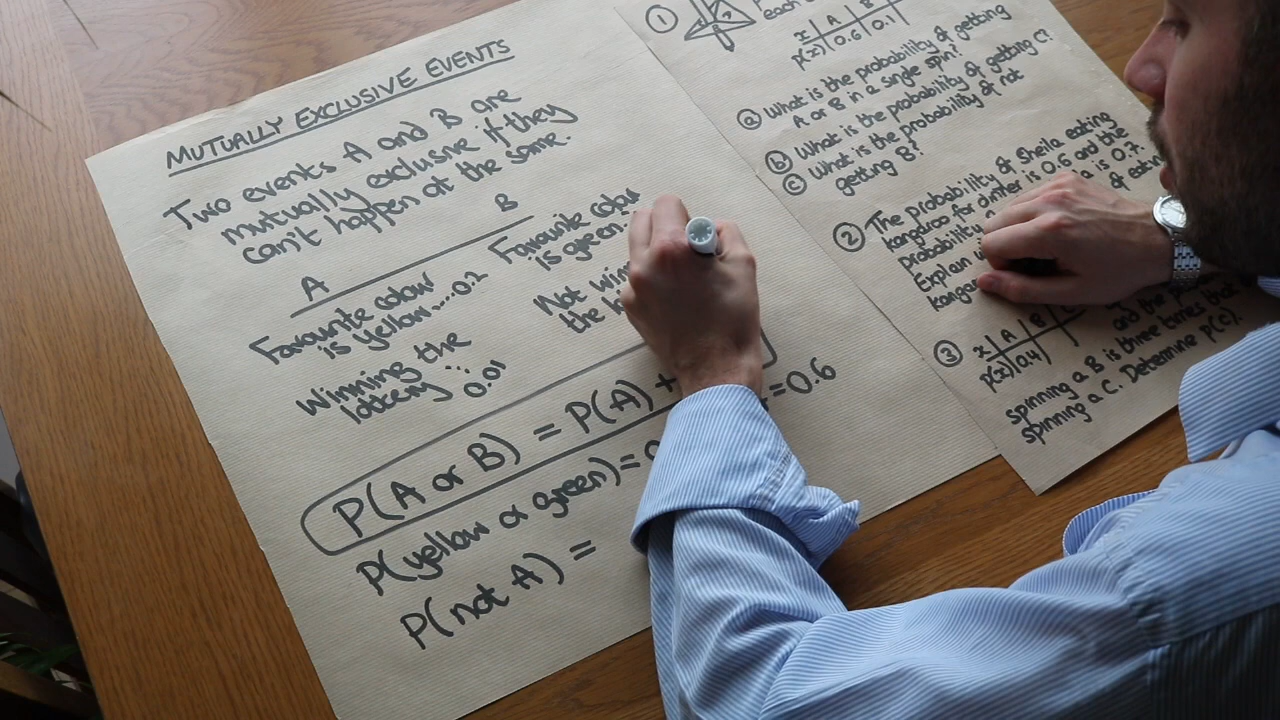 MUTUALLY EXCLUSIVE EVENTS
Two events A and B are
mutually exclusive if they
can't happen at the same.
A
B
Favourite colour
is yellow....0.2
Favourite colour
is green.
Winning the
lottery
0.01
Not
the
P(A or B) = P(A) +
P(yellow or green) =
= 0.6
P(not A) =
①
each
x A B
p(x) 0.6 0.1
ⓐ What is the probability of getting
A or B in a single spin?
ⓑ What is the probability of getting C?
ⓒ What is the probability of not
getting B?
② The probability of Sheila eating
kangaroo for dinner is 0.6 and the
probability
is 0.7.
Explain
of
③ x A B C
p(x) 0.4
and the
spinning a B is three times that
spinning a C. Determine p(C).